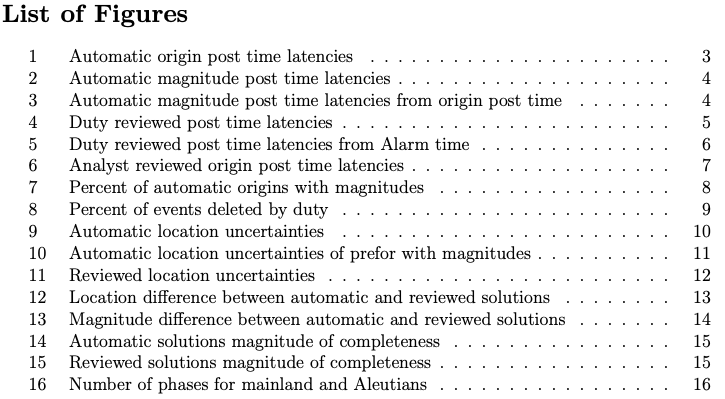 List of Figures
1 Automatic origin post time latencies . . . . . . . . . . . . . . . . . . . . . . 3
2 Automatic magnitude post time latencies . . . . . . . . . . . . . . . . . . . . 4
3 Automatic magnitude post time latencies from origin post time . . . . . . . 4
4 Duty reviewed post time latencies . . . . . . . . . . . . . . . . . . . . . . . . 5
5 Duty reviewed post time latencies from Alarm time . . . . . . . . . . . . . . 6
6 Analyst reviewed origin post time latencies . . . . . . . . . . . . . . . . . . . 7
7 Percent of automatic origins with magnitudes . . . . . . . . . . . . . . . . . 8
8 Percent of events deleted by duty . . . . . . . . . . . . . . . . . . . . . . . . 9
9 Automatic location uncertainties . . . . . . . . . . . . . . . . . . . . . . . . 10
10 Automatic location uncertainties of prefor with magnitudes . . . . . . . . . . 11
11 Reviewed location uncertainties . . . . . . . . . . . . . . . . . . . . . . . . . 12
12 Location difference between automatic and reviewed solutions . . . . . . . . 13
13 Magnitude difference between automatic and reviewed solutions . . . . . . . 14
14 Automatic solutions magnitude of completeness . . . . . . . . . . . . . . . . 15
15 Reviewed solutions magnitude of completeness . . . . . . . . . . . . . . . . . 15
16 Number of phases for mainland and Aleutians . . . . . . . . . . . . . . . . . 16